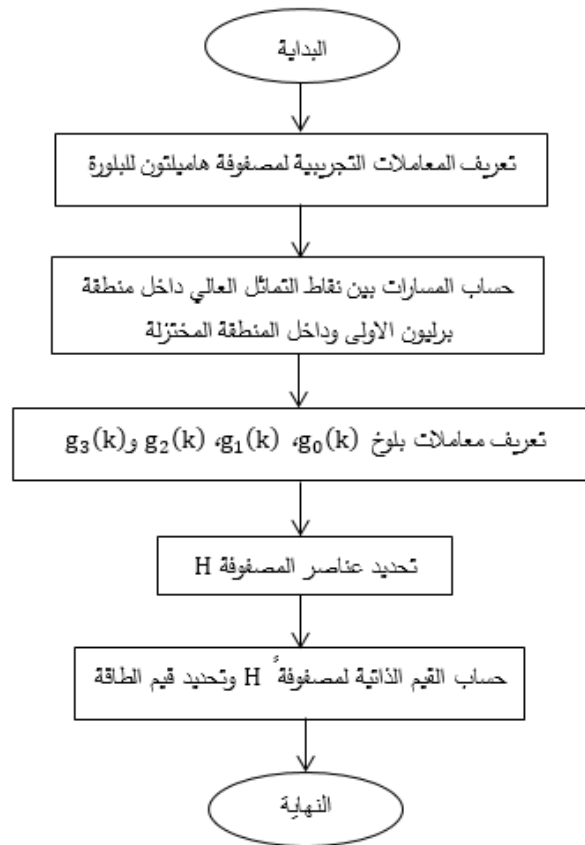 البداية
تعريف المعاملات التجريبية لمصفوفة هاميلتون للبلورة
حساب المسارات بين نقاط التماثل العالي داخل منطقة
برليون الاولى وداخل المنطقة المختزلة
تعريف معاملات بلوخ g₀(k)، g₁(k)، g₂(k) وg₃(k)
تحديد عناصر المصفوفة H
حساب القيم الذاتية لمصفوفة ً H وتحديد قيم الطاقة
النهاية